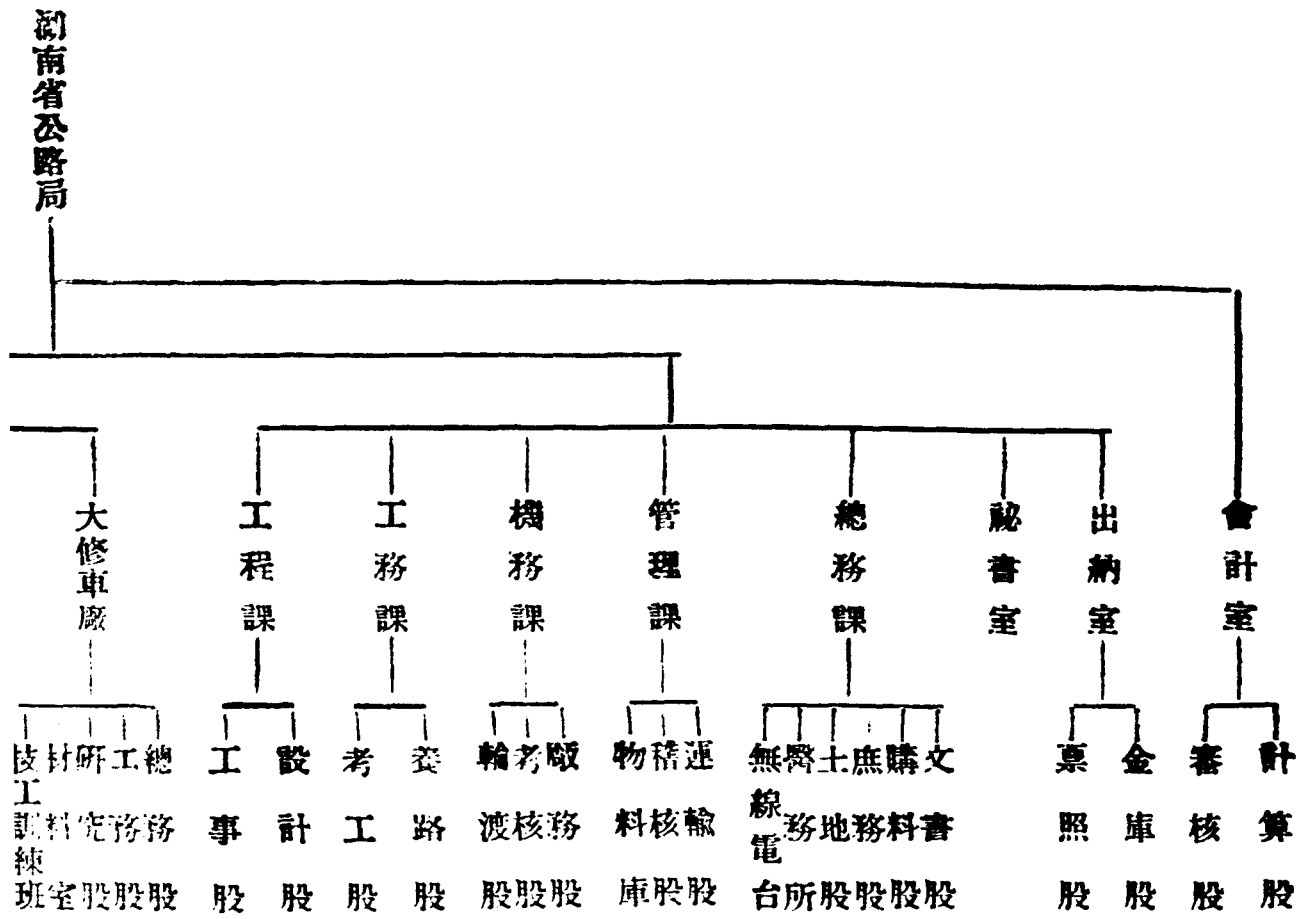 湖南省公路局
會計室
出納室
祕書室
總務課
管理課
機務課
工務課
工程課
大修車廠
計算股
審核股
金庫股
票照股
文書股
購料股
庶務股
土地股
醫務所
無線電台
運輸股
稽核股
物料庫
廠務股
考核股
輪渡股
養路股
考工股
設計股
工事股
總務股
工務股
研究股
材料室
技工訓練班